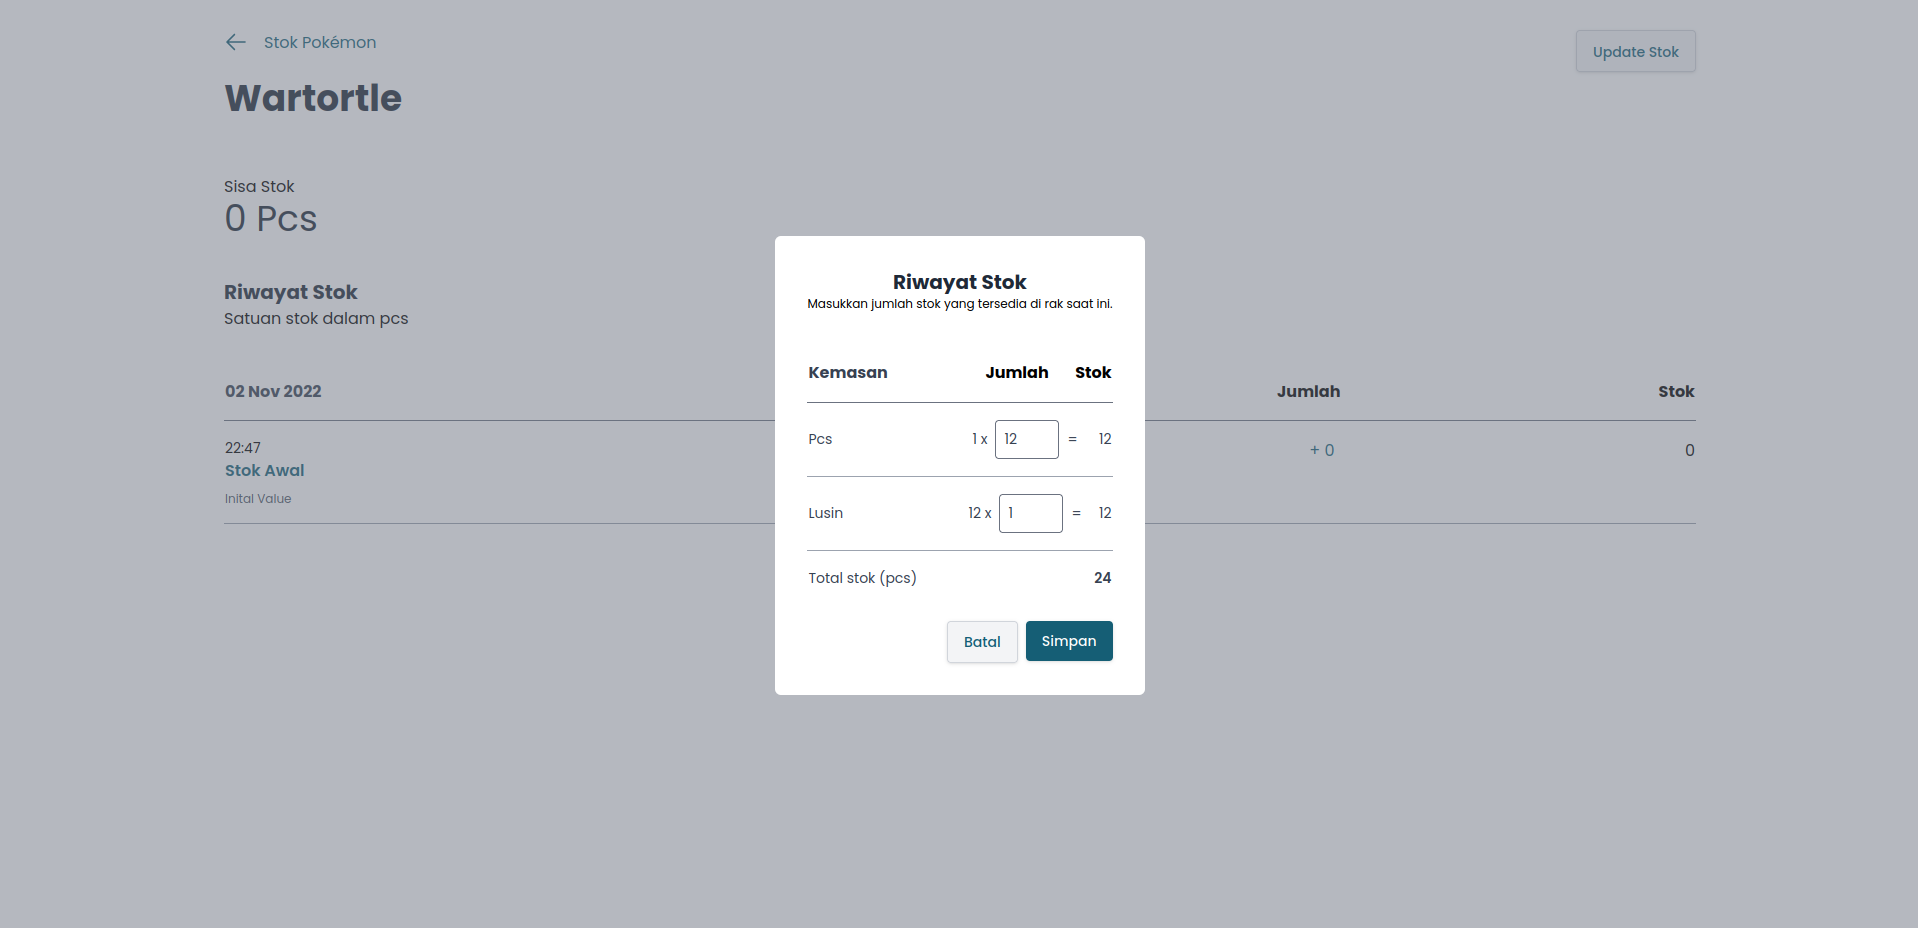 Stok Pokémon
Update Stok
Wartortle
Sisa Stok
0 Pcs
Riwayat Stok
Satuan stok dalam pcs
02 Nov 2022 Jumlah Stok
22:47
Stok Awal + 0 0
Inital Value
Riwayat Stok
Masukkan jumlah stok yang tersedia di rak saat ini.
Kemasan Jumlah Stok
Pcs 1 x 12 = 12
Lusin 12 x 1 = 12
Total stok (pcs) 24
Batal Simpan